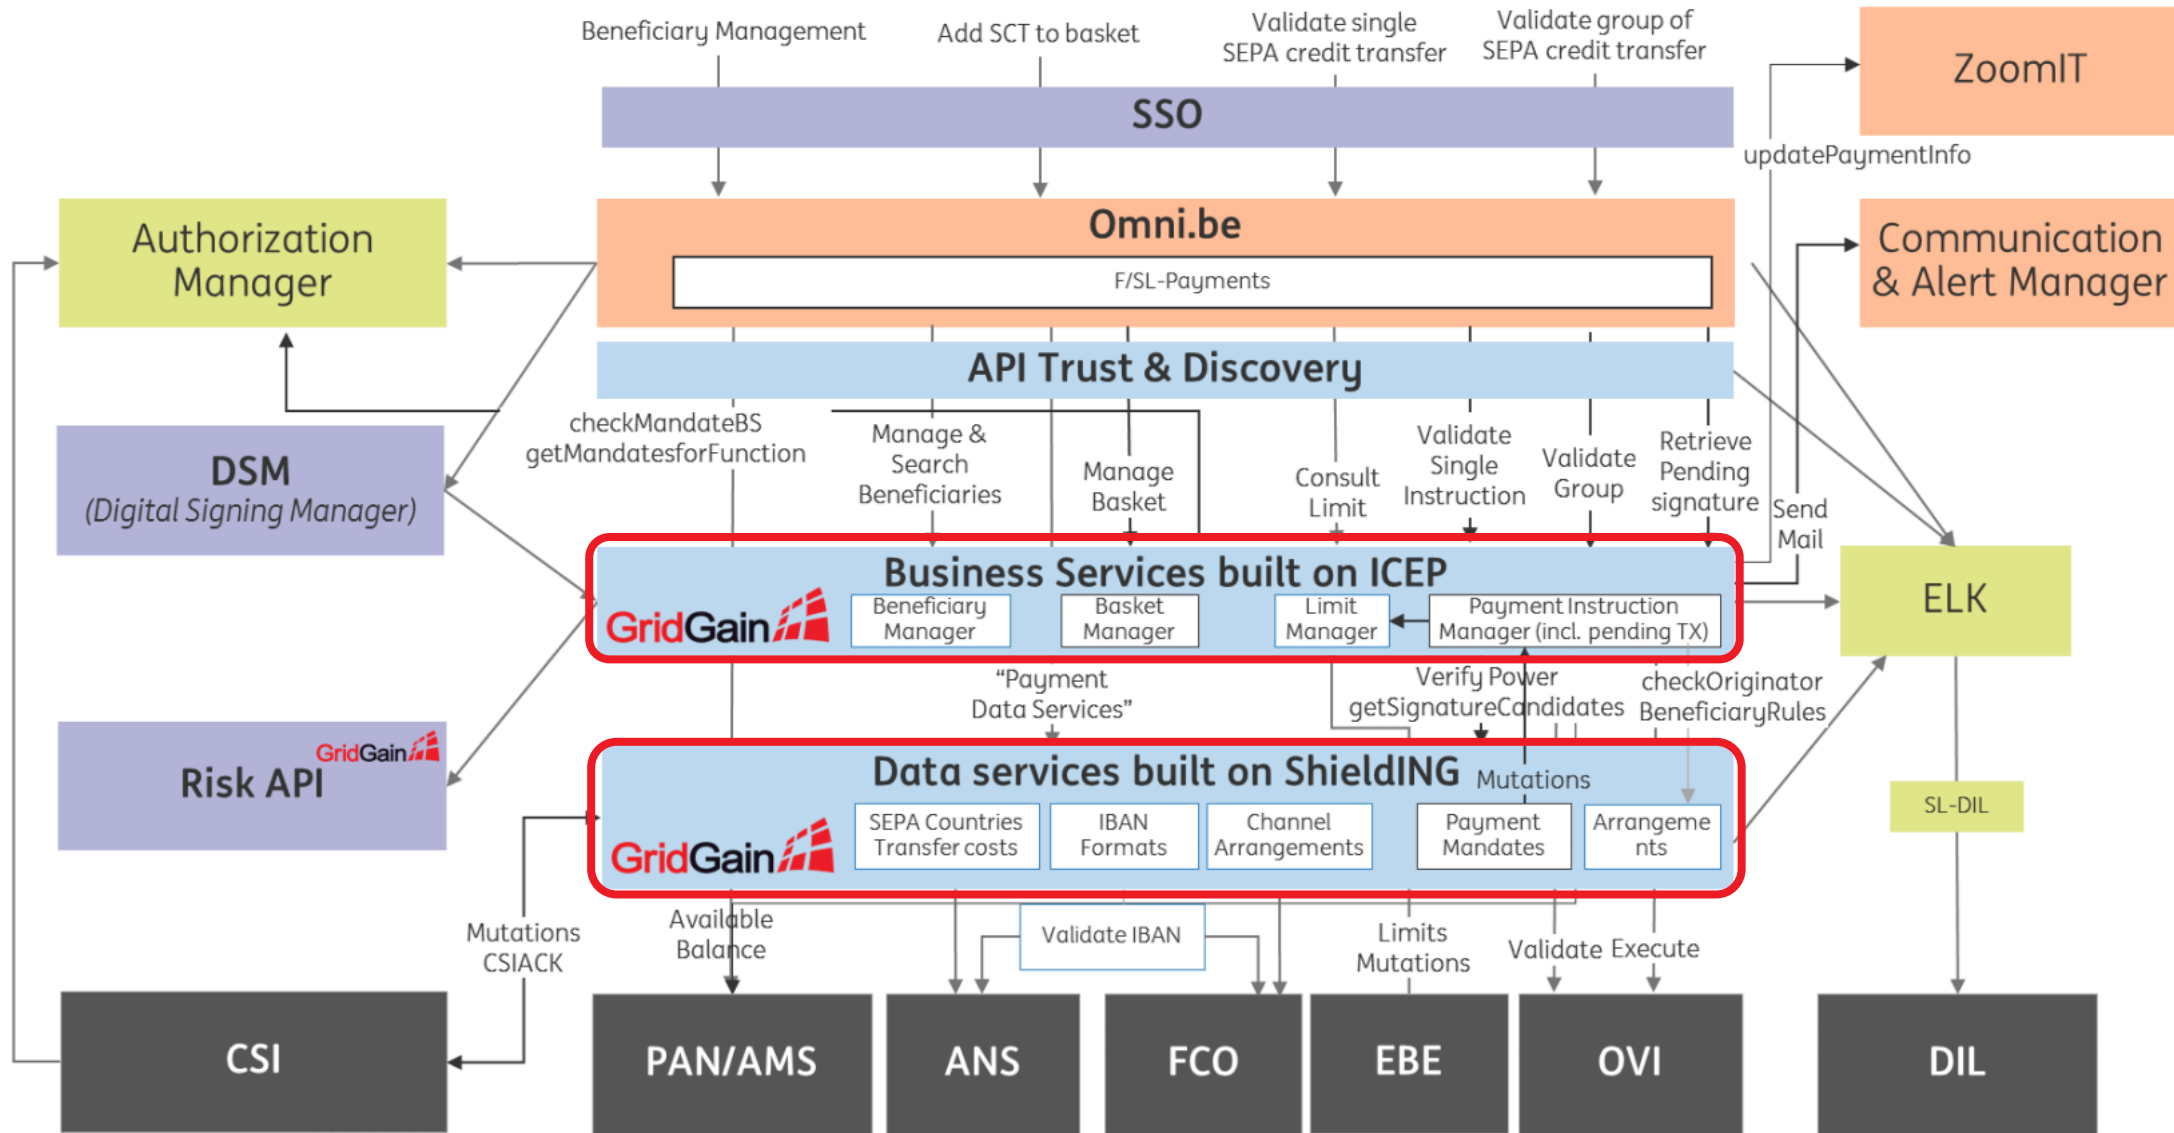 Beneficiary Management
Add SCT to basket
Validate single
SEPA credit transfer
Validate group of
SEPA credit transfer
ZoomIT
SSO
updatePaymentInfo
Authorization
Manager
Omni.be
F/SL-Payments
Communication
& Alert Manager
API Trust & Discovery
checkMandateBS
getMandatesforFunction
Manage &
Search
Beneficiaries
Manage
Basket
Consult
Limit
Validate
Single
Instruction
Validate
Group
Retrieve
Pending
signature
Send
Mail
DSM
(Digital Signing Manager)
Business Services built on ICEP
GridGain
Beneficiary
Manager
Basket
Manager
Limit
Manager
Payment Instruction
Manager (incl. pending TX)
ELK
“Payment
Data Services”
Verify Power
getSignatureCandidates
checkOriginator
BeneficiaryRules
GridGain
Risk API
Data services built on ShieldING
Mutations
GridGain
SEPA Countries
Transfer costs
IBAN
Formats
Channel
Arrangements
Payment
Mandates
Arrangeme
nts
SL-DIL
Mutations
CSIACK
Available
Balance
Validate IBAN
Limits
Mutations
Validate
Execute
CSI
PAN/AMS
ANS
FCO
EBE
OVI
DIL